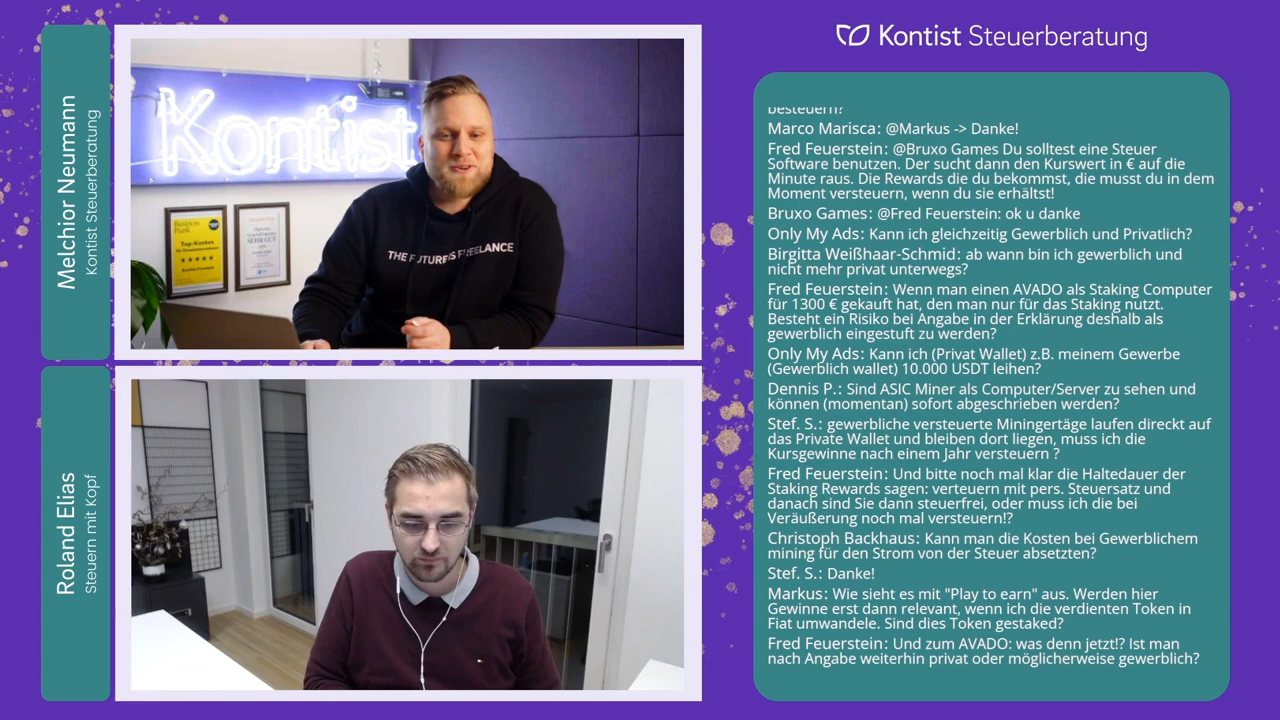 Melchior Neumann
Kontist Steuerberatung
Kontist
Business Punk
Top-Konten
SEHR GUT
THE FUTURE IS FREELANCE
Roland Elias
Steuern mit Kopf
Kontist Steuerberatung
besteuern?
Marco Marisca: @Markus -> Danke!
Fred Feuerstein: @Bruxo Games Du solltest eine Steuer
Software benutzen. Der sucht dann den Kurswert in € auf die
Minute raus. Die Rewards die du bekommst, die musst du in dem
Moment versteuern, wenn du sie erhältst!
Bruxo Games: @Fred Feuerstein: ok u danke
Only My Ads: Kann ich gleichzeitig Gewerblich und Privatlich?
Birgitta Weißhaar-Schmid: ab wann bin ich gewerblich und
nicht mehr privat unterwegs?
Fred Feuerstein: Wenn man einen AVADO als Staking Computer
für 1300 € gekauft hat, den man nur für das Staking nutzt.
Besteht ein Risiko bei Angabe in der Erklärung deshalb als
gewerblich eingestuft zu werden?
Only My Ads: Kann ich (Privat Wallet) z.B. meinem Gewerbe
(Gewerblich wallet) 10.000 USDT leihen?
Dennis P.: Sind ASIC Miner als Computer/Server zu sehen und
können (momentan) sofort abgeschrieben werden?
Stef. S.: gewerbliche versteuerte Miningertäge laufen direckt auf
das Private Wallet und bleiben dort liegen, muss ich die
Kursgewinne nach einem Jahr versteuern ?
Fred Feuerstein: Und bitte noch mal klar die Haltedauer der
Staking Rewards sagen: verteuern mit pers. Steuersatz und
danach sind Sie dann steuerfrei, oder muss ich die bei
Veräußerung noch mal versteuern!?
Christoph Backhaus: Kann man die Kosten bei Gewerblichem
mining für den Strom von der Steuer absetzten?
Stef. S.: Danke!
Markus: Wie sieht es mit "Play to earn" aus. Werden hier
Gewinne erst dann relevant, wenn ich die verdienten Token in
Fiat umwandele. Sind dies Token gestaked?
Fred Feuerstein: Und zum AVADO: was denn jetzt!? Ist man
nach Angabe weiterhin privat oder möglicherweise gewerblich?